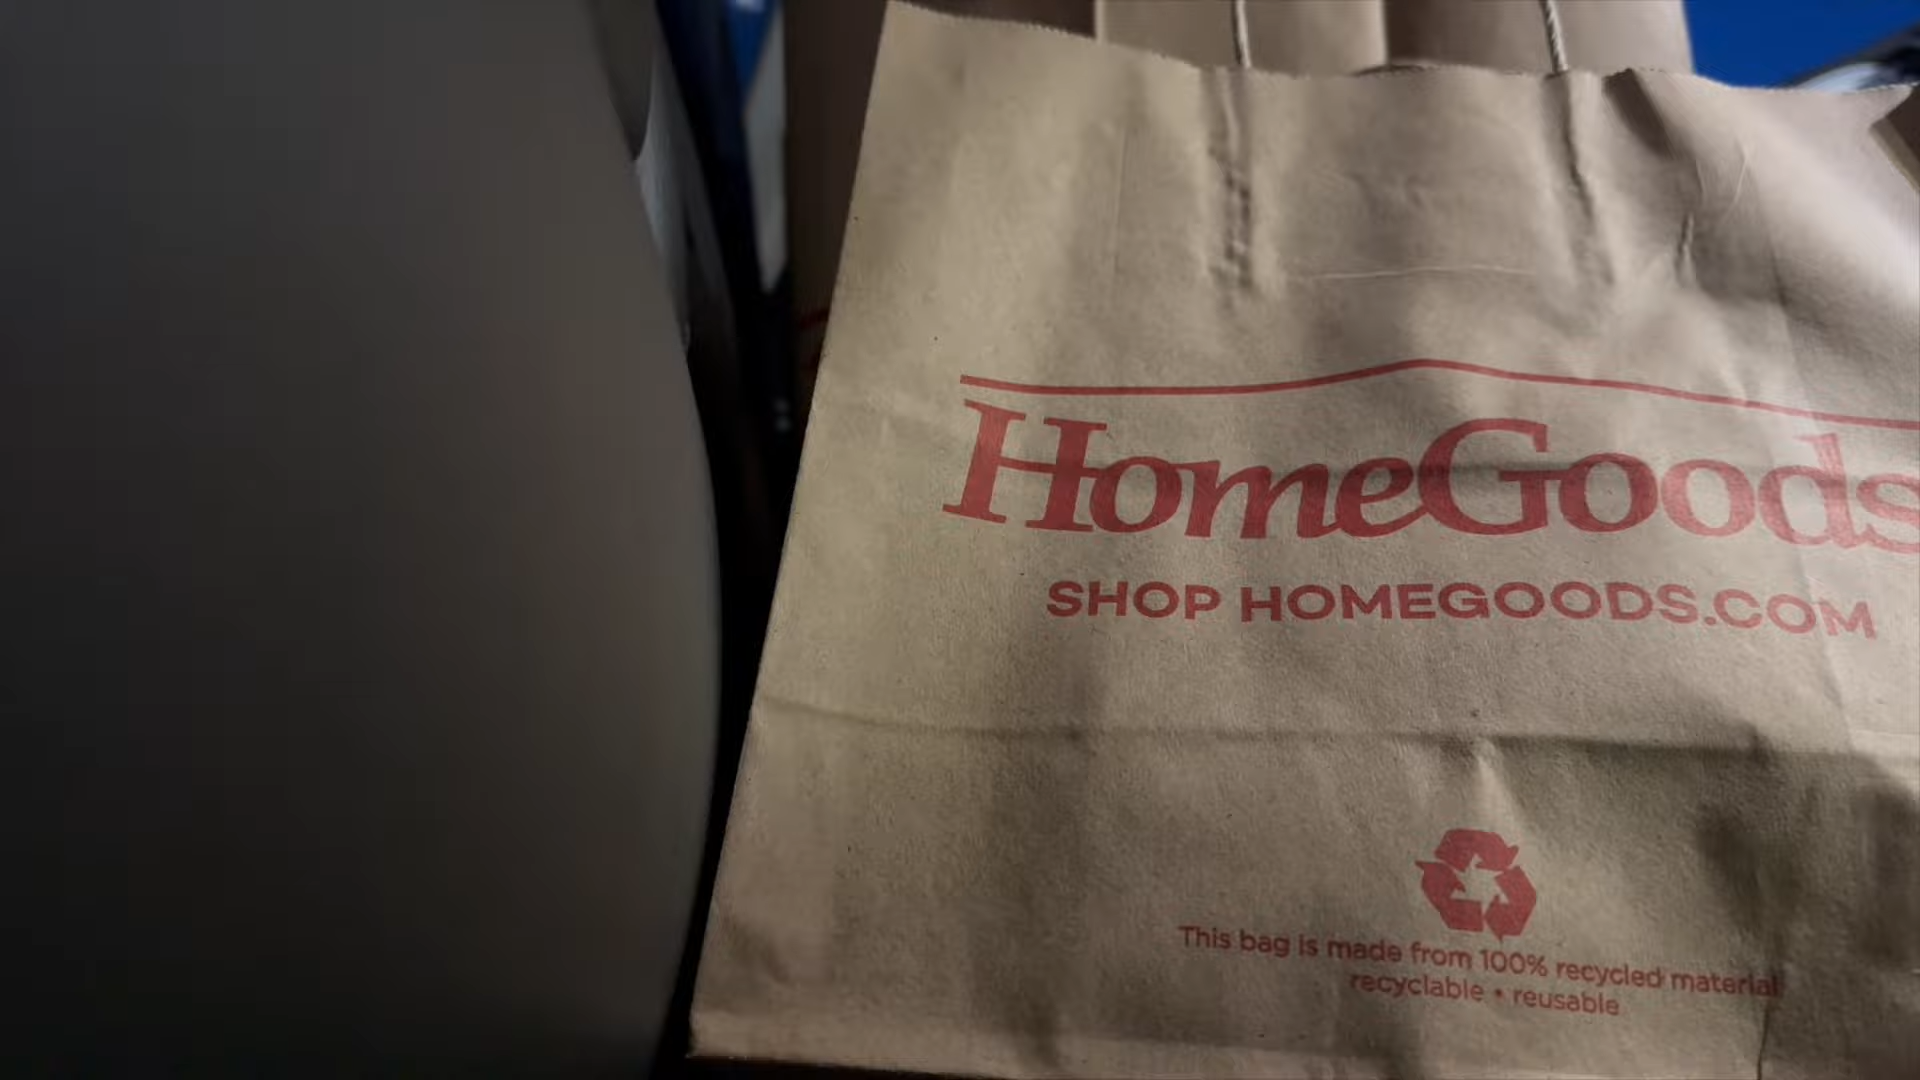 HomeGoods
SHOP HOMEGOODS.COM
This bag is made from 100% recycled material
recyclable • reusable